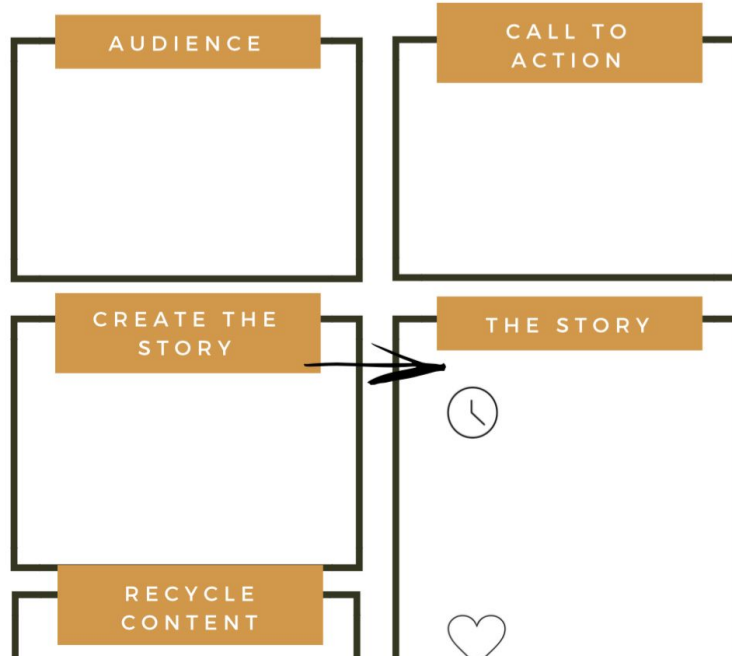 AUDIENCE
CALL TO
ACTION
CREATE THE
STORY
THE STORY
RECYCLE
CONTENT